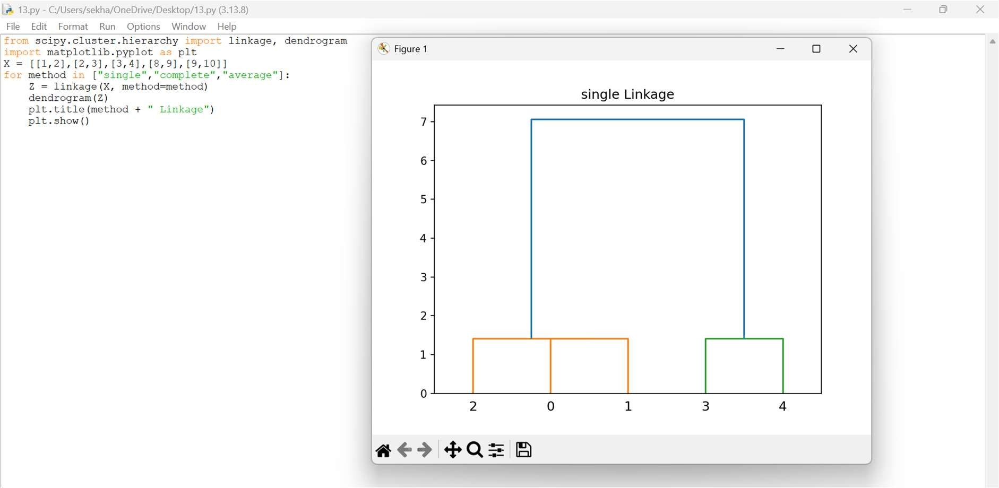 13.py - C:/Users/sekha/OneDrive/Desktop/13.py (3.13.8)
File Edit Format Run Options Window Help
from scipy.cluster.hierarchy import linkage, dendrogram
import matplotlib.pyplot as plt
X = [[1,2],[2,3],[3,4],[8,9],[9,10]]
for method in ["single","complete","average"]:
    Z = linkage(X, method=method)
    dendrogram(Z)
    plt.title(method + " Linkage")
    plt.show()
Figure 1
single Linkage
7
6
5
4
3
2
1
0
2 0 1 3 4